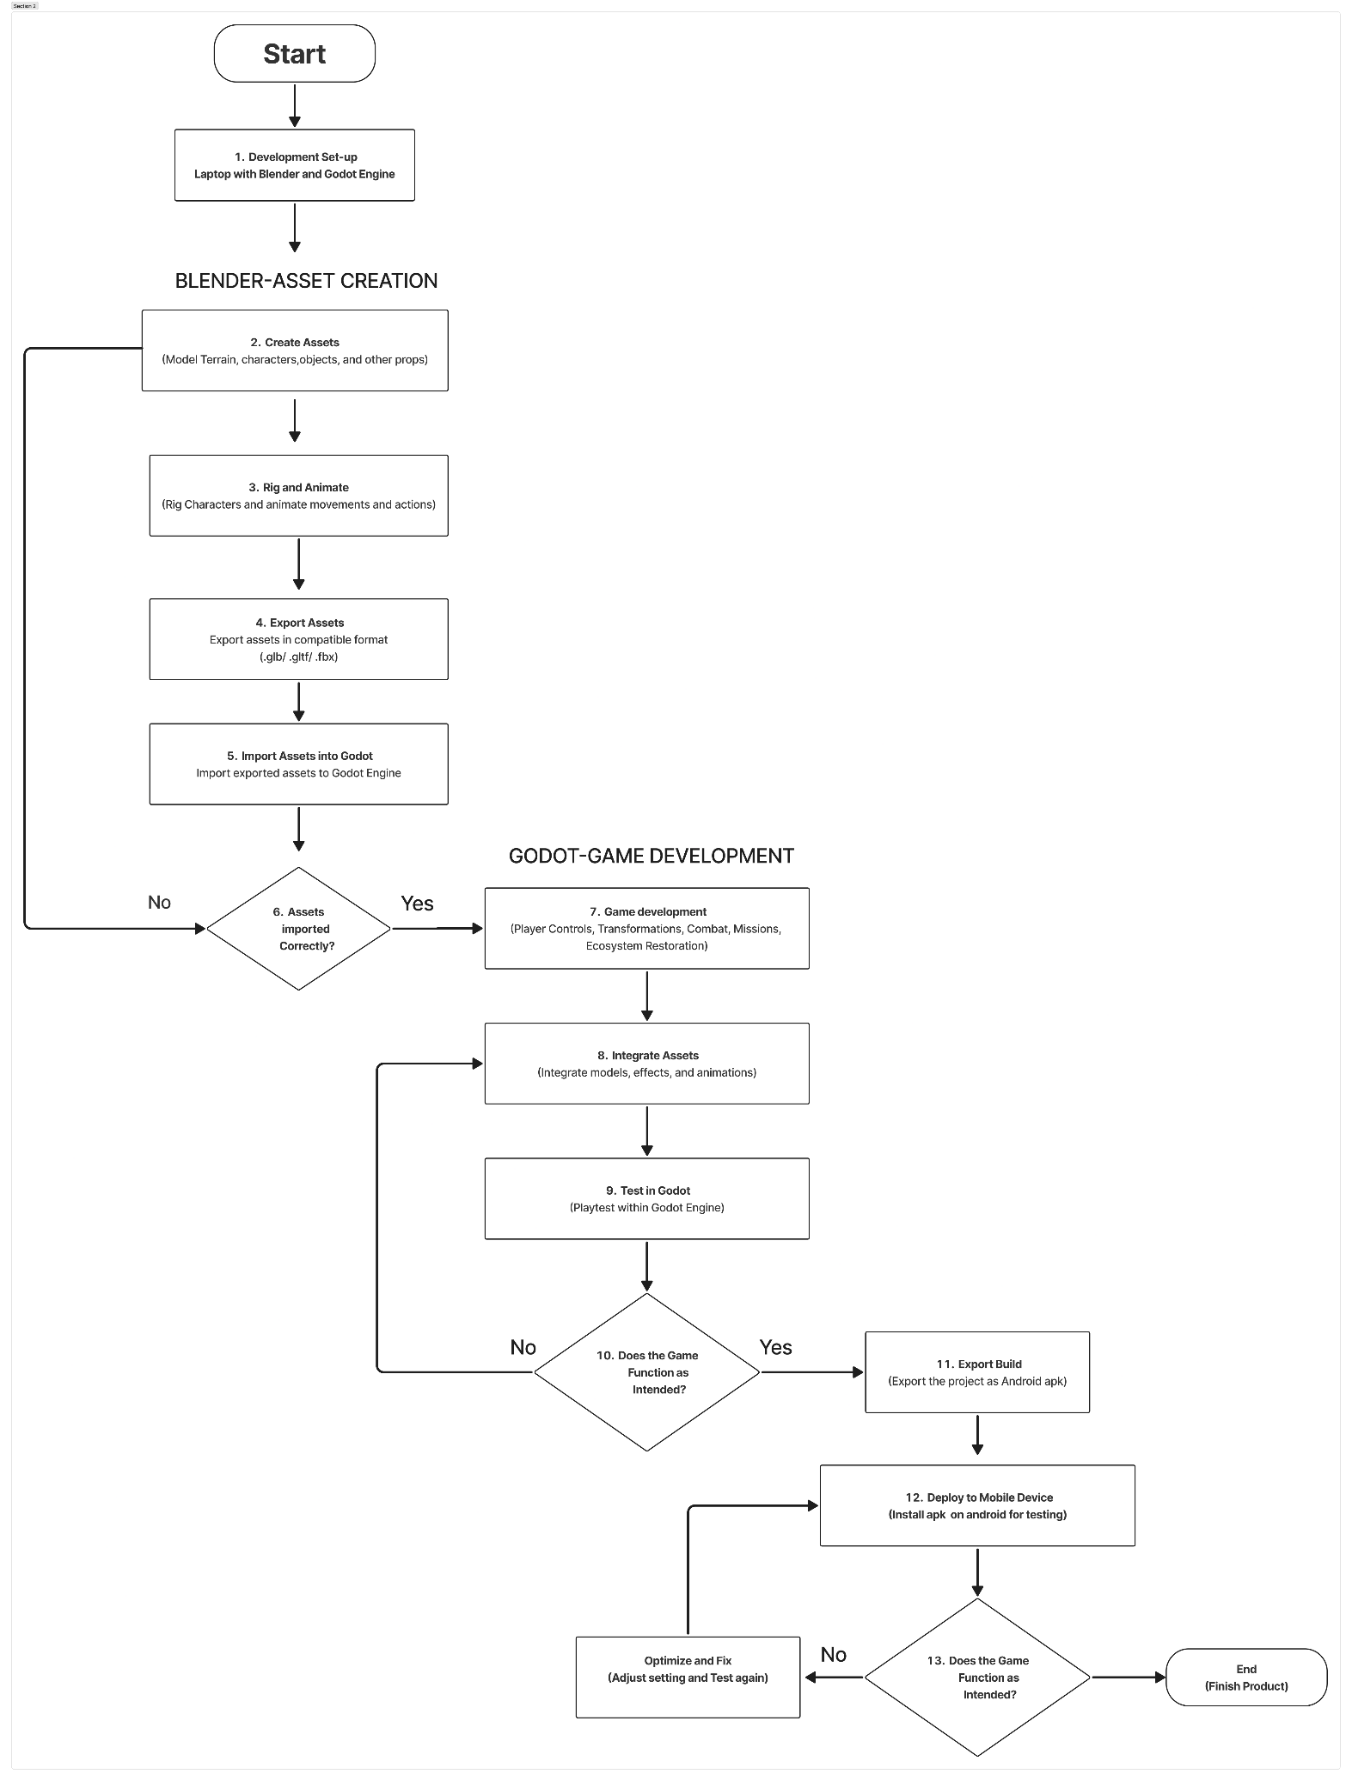 Section 1
Start
1. Development Set-up
Laptop with Blender and Godot Engine
BLENDER-ASSET CREATION
2. Create Assets
(Model Terrain, characters,objects, and other props)
3. Rig and Animate
(Rig Characters and animate movements and actions)
4. Export Assets
Export assets in compatible format
(.glb/ .gltf/ .fbx)
5. Import Assets into Godot
Import exported assets to Godot Engine
No
6. Assets
imported
Correctly?
Yes
GODOT-GAME DEVELOPMENT
7. Game development
(Player Controls, Transformations, Combat, Missions,
Ecosystem Restoration)
8. Integrate Assets
(Integrate models, effects, and animations)
9. Test in Godot
(Playtest within Godot Engine)
No
10. Does the Game
Function as
Intended?
Yes
11. Export Build
(Export the project as Android apk)
12. Deploy to Mobile Device
(Install apk on android for testing)
Optimize and Fix
(Adjust setting and Test again)
No
13. Does the Game
Function as
Intended?
End
(Finish Product)